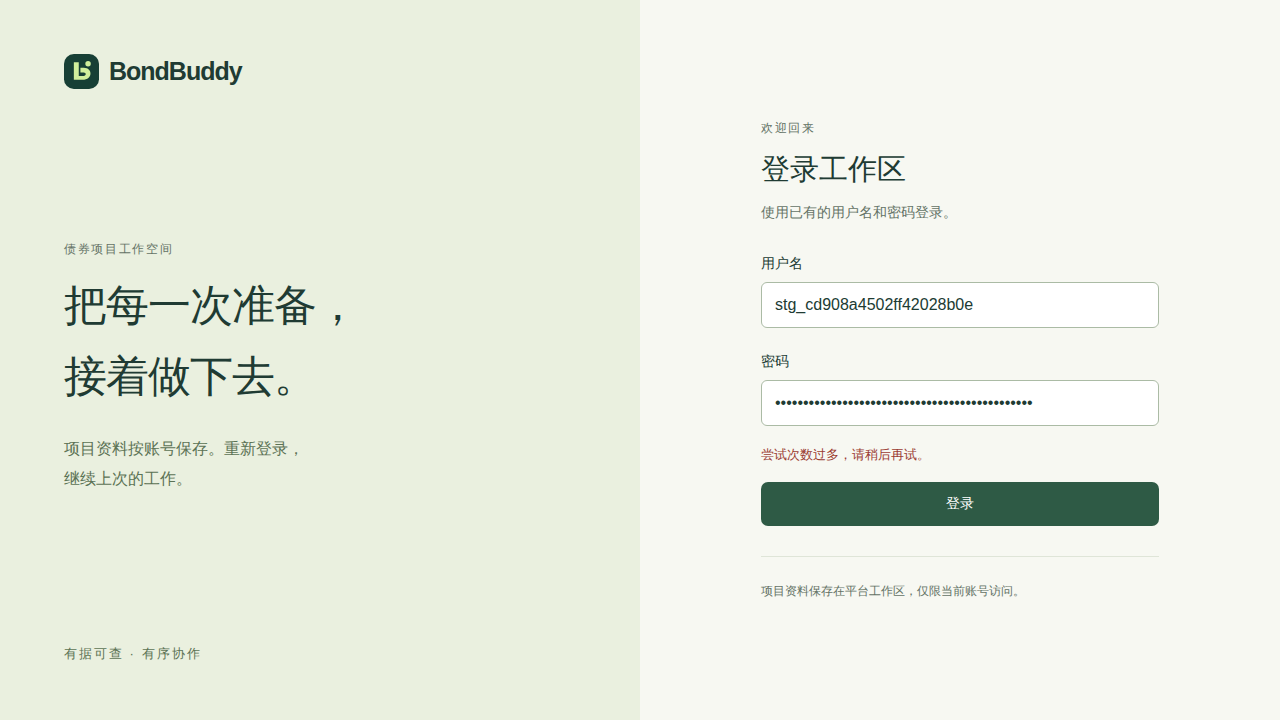 BondBuddy
债券项目工作空间
把每一次准备，
接着做下去。
项目资料按账号保存。重新登录，
继续上次的工作。
有据可查 · 有序协作
欢迎回来
登录工作区
使用已有的用户名和密码登录。
用户名
stg_cd908a4502ff42028b0e
密码
尝试次数过多，请稍后再试。
登录
项目资料保存在平台工作区，仅限当前账号访问。